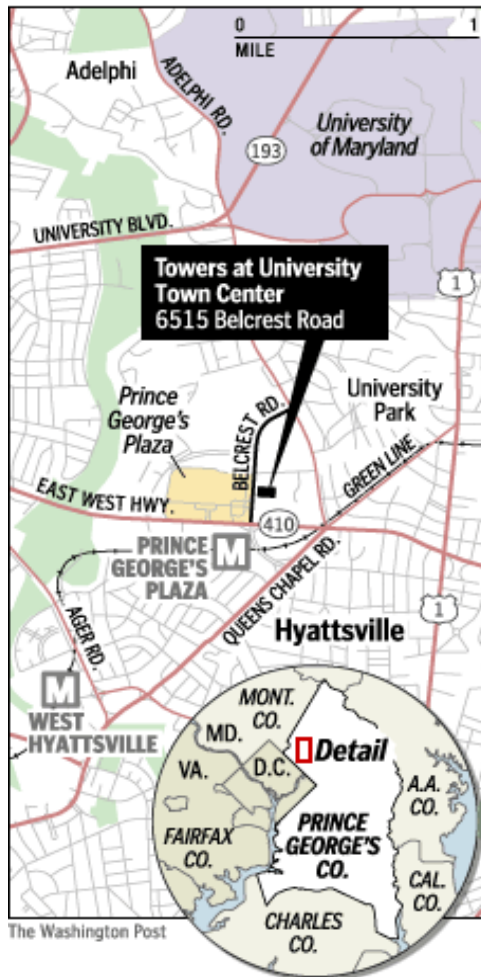 0 1
MILE
Adelphi
ADELPHI RD.
193
University
of Maryland
UNIVERSITY BLVD.
1
Towers at University
Town Center
6515 Belcrest Road
Prince
George's
Plaza
BELCREST RD.
University
Park
GREEN LINE
EAST WEST HWY.
410
PRINCE
GEORGE'S
PLAZA
M
QUEENS CHAPEL RD.
AGER RD.
Hyattsville
1
M
WEST
HYATTSVILLE
MONT.
CO.
MD.
VA.
D.C.
Detail
A.A.
CO.
FAIRFAX
CO.
PRINCE
GEORGE'S
CO.
CAL.
CO.
CHARLES
CO.
The Washington Post